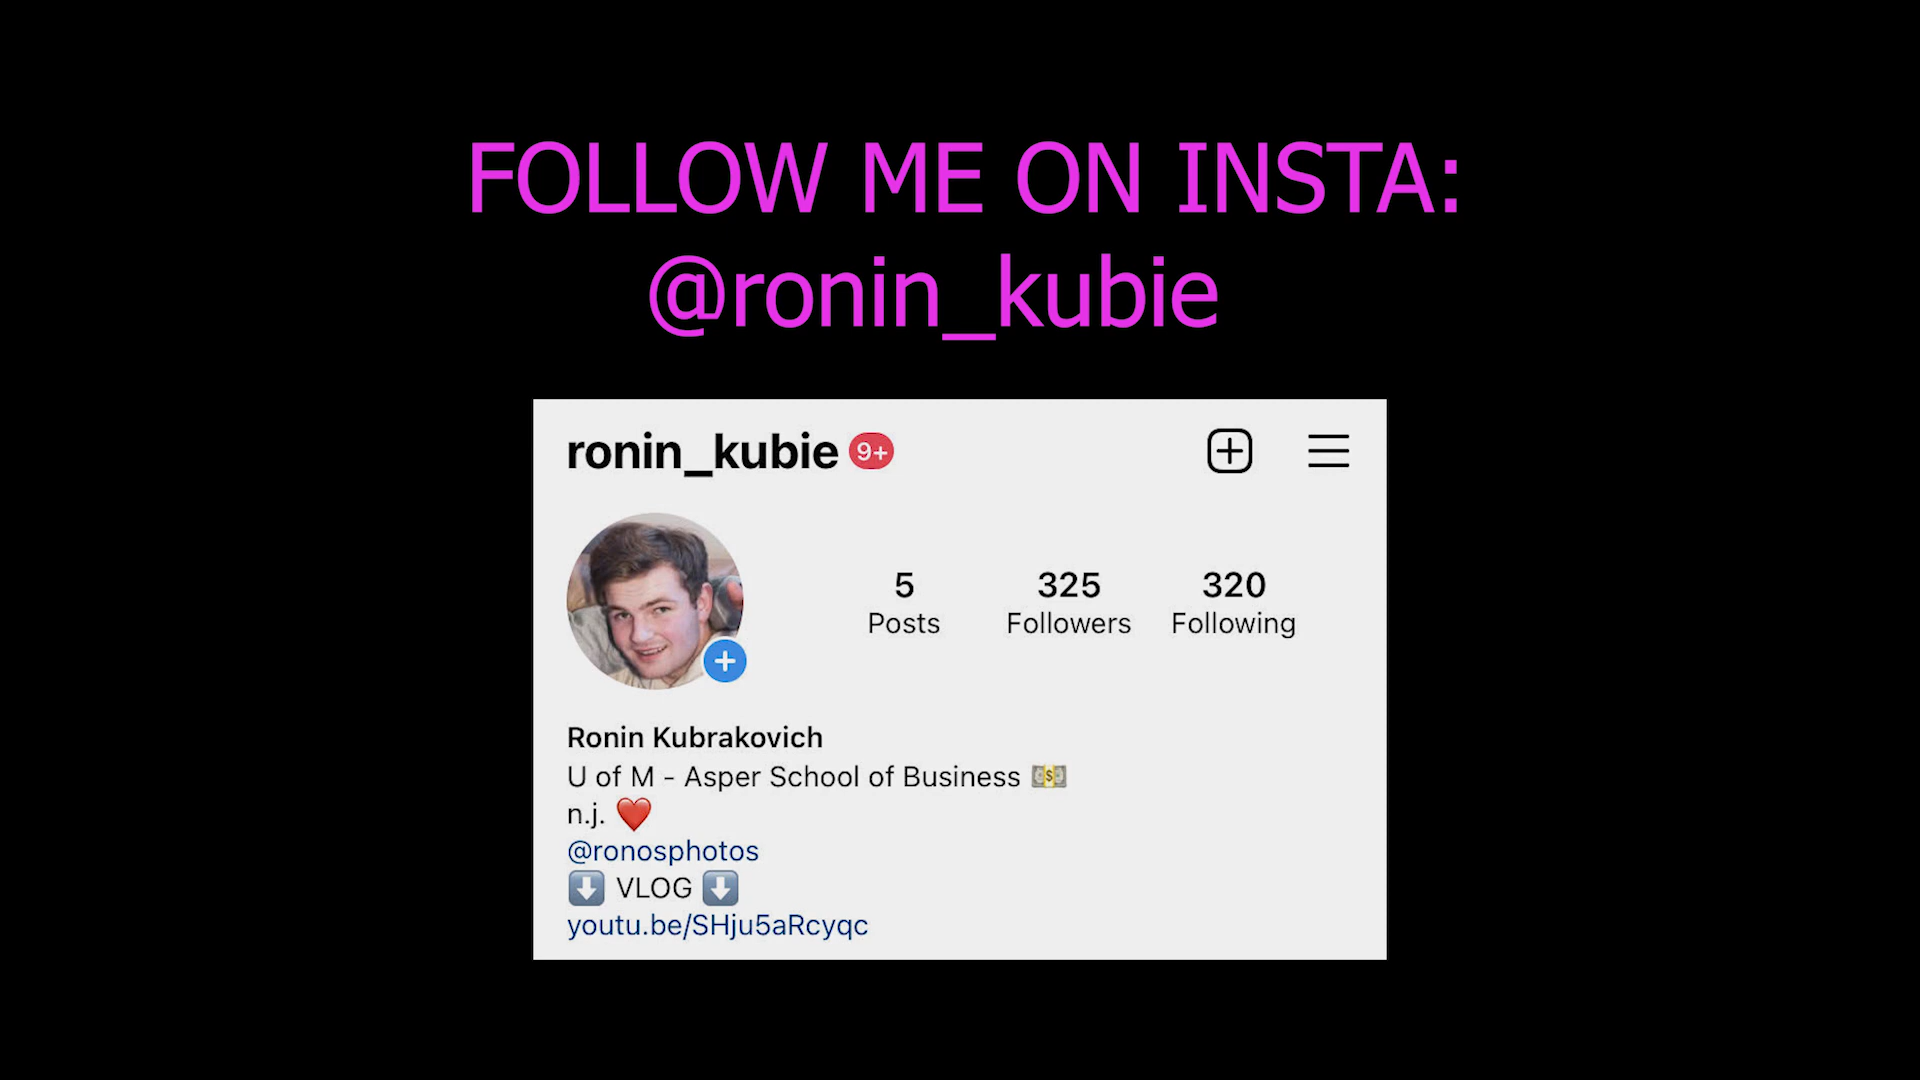 FOLLOW ME ON INSTA:
@ronin_kubie
ronin_kubie 9+
5 325 320
Posts Followers Following
Ronin Kubrakovich
U of M - Asper School of Business 💵
n.j. ❤️
@ronosphotos
⬇️ VLOG ⬇️
youtu.be/SHju5aRcyqc